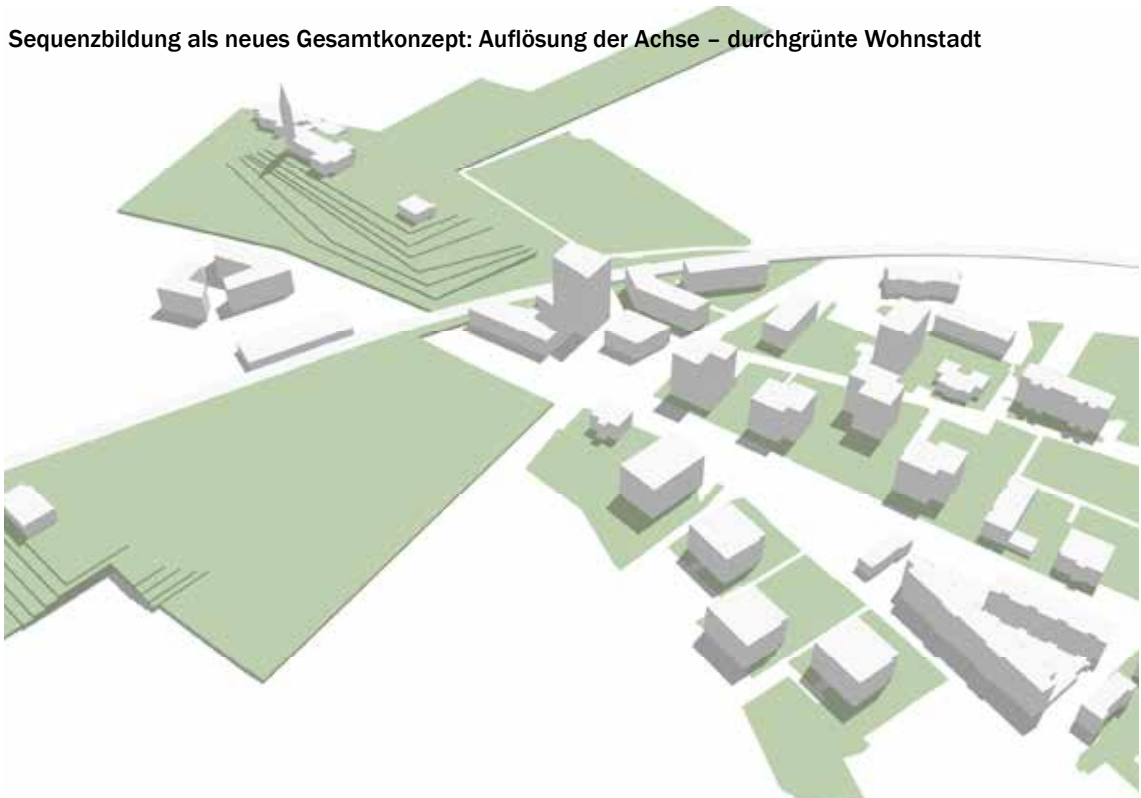 Sequenzbildung als neues Gesamtkonzept: Auflösung der Achse – durchgrünte Wohnstadt